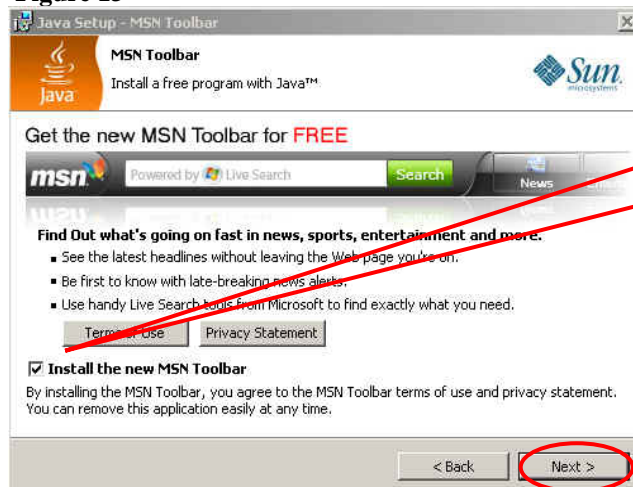 Java Setup - MSN Toolbar
MSN Toolbar
Install a free program with Java™
Java
Sun
microsystems
Get the new MSN Toolbar for FREE
msn
Powered by Live Search
Search
News
Find Out what's going on fast in news, sports, entertainment and more.
See the latest headlines without leaving the Web page you're on.
Be first to know with late-breaking news alerts.
Use handy Live Search tools from Microsoft to find exactly what you need.
Terms of Use
Privacy Statement
Install the new MSN Toolbar
By installing the MSN Toolbar, you agree to the MSN Toolbar terms of use and privacy statement.
You can remove this application easily at any time.
< Back
Next >